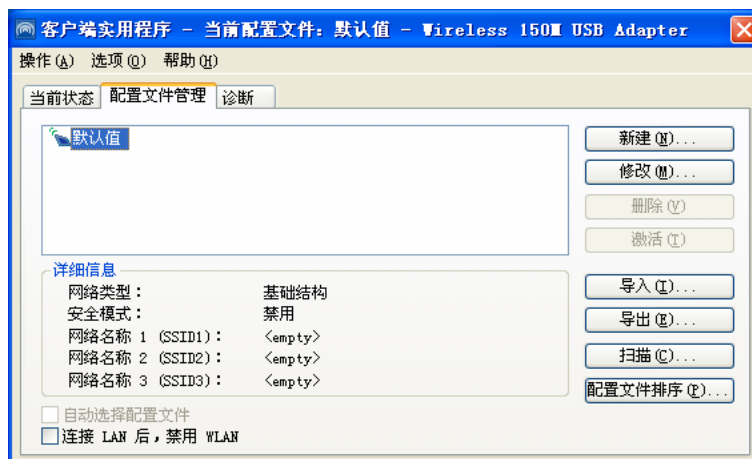 客户端实用程序 - 当前配置文件: 默认值 - Wireless 150M USB Adapter
操作(A) 选项(O) 帮助(H)
当前状态 配置文件管理 诊断
默认值
新建(N)...
修改(M)...
删除(V)
激活(T)
详细信息
网络类型: 基础结构
安全模式: 禁用
网络名称 1 (SSID1): <empty>
网络名称 2 (SSID2): <empty>
网络名称 3 (SSID3): <empty>
导入(I)...
导出(E)...
扫描(C)...
配置文件排序(P)...
自动选择配置文件
连接 LAN 后,禁用 WLAN